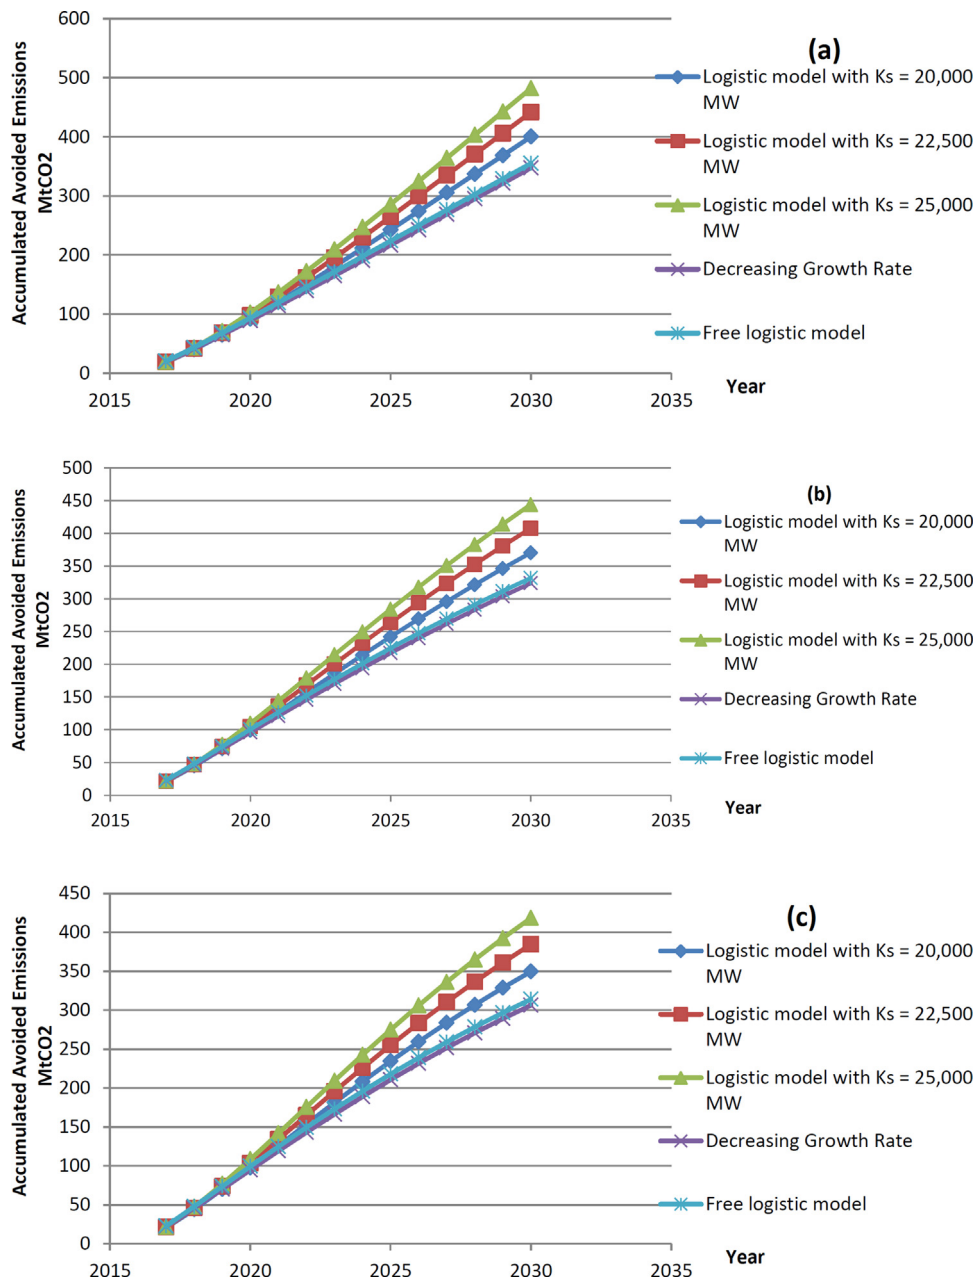 600
500
400
300
200
100
0
2015
2020
2025
2030
2035
Accumulated Avoided Emissions
MtCO2
Year
(a)
Logistic model with Ks = 20,000
MW
Logistic model with Ks = 22,500
MW
Logistic model with Ks = 25,000
MW
Decreasing Growth Rate
Free logistic model
500
450
400
350
300
250
200
150
100
50
0
2015
2020
2025
2030
2035
Accumulated Avoided Emissions
MtCO2
Year
(b)
Logistic model with Ks = 20,000
MW
Logistic model with Ks = 22,500
MW
Logistic model with Ks = 25,000
MW
Decreasing Growth Rate
Free logistic model
450
400
350
300
250
200
150
100
50
0
2015
2020
2025
2030
2035
Accumulated Avoided Emissions
MtCO2
Year
(c)
Logistic model with Ks = 20,000
MW
Logistic model with Ks = 22,500
MW
Logistic model with Ks = 25,000
MW
Decreasing Growth Rate
Free logistic model